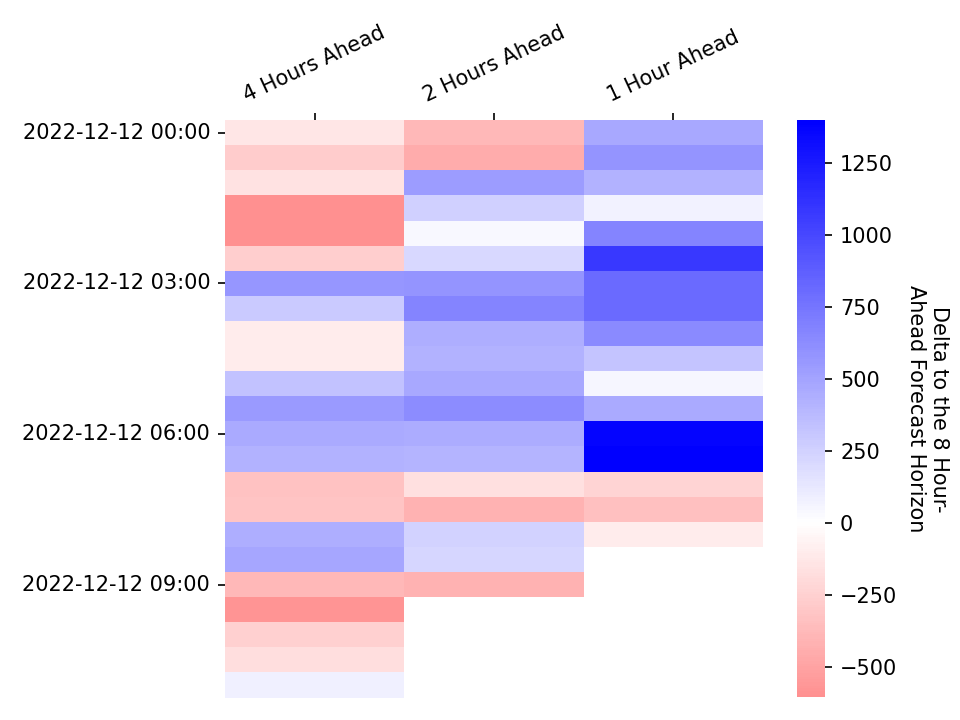 4 Hours Ahead
2 Hours Ahead
1 Hour Ahead
2022-12-12 00:00
2022-12-12 03:00
2022-12-12 06:00
2022-12-12 09:00
1250
1000
750
500
250
0
−250
−500
Delta to the 8 Hour-
Ahead Forecast Horizon